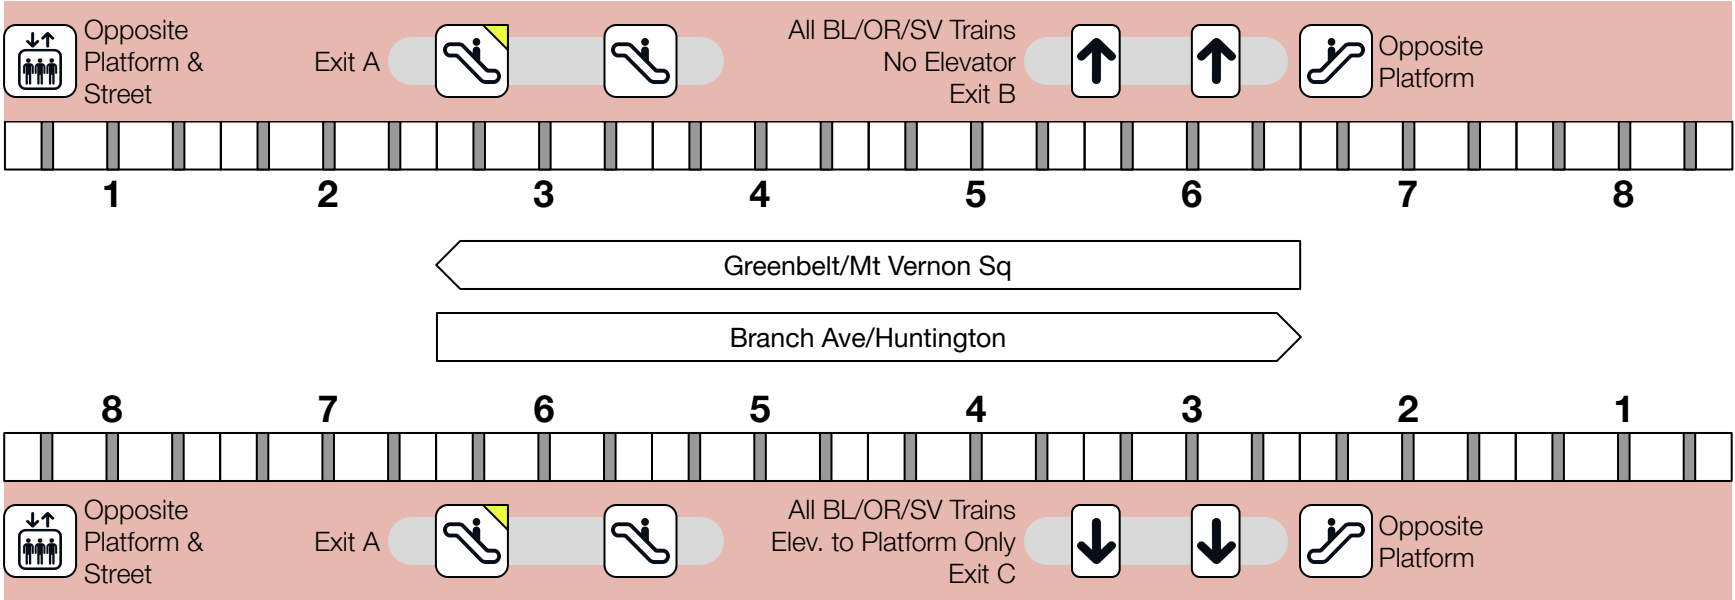 Opposite
Platform &
Street
Exit A
All BL/OR/SV Trains
No Elevator
Exit B
Opposite
Platform
1 2 3 4 5 6 7 8
Greenbelt/Mt Vernon Sq
Branch Ave/Huntington
8 7 6 5 4 3 2 1
Opposite
Platform &
Street
Exit A
All BL/OR/SV Trains
Elev. to Platform Only
Exit C
Opposite
Platform